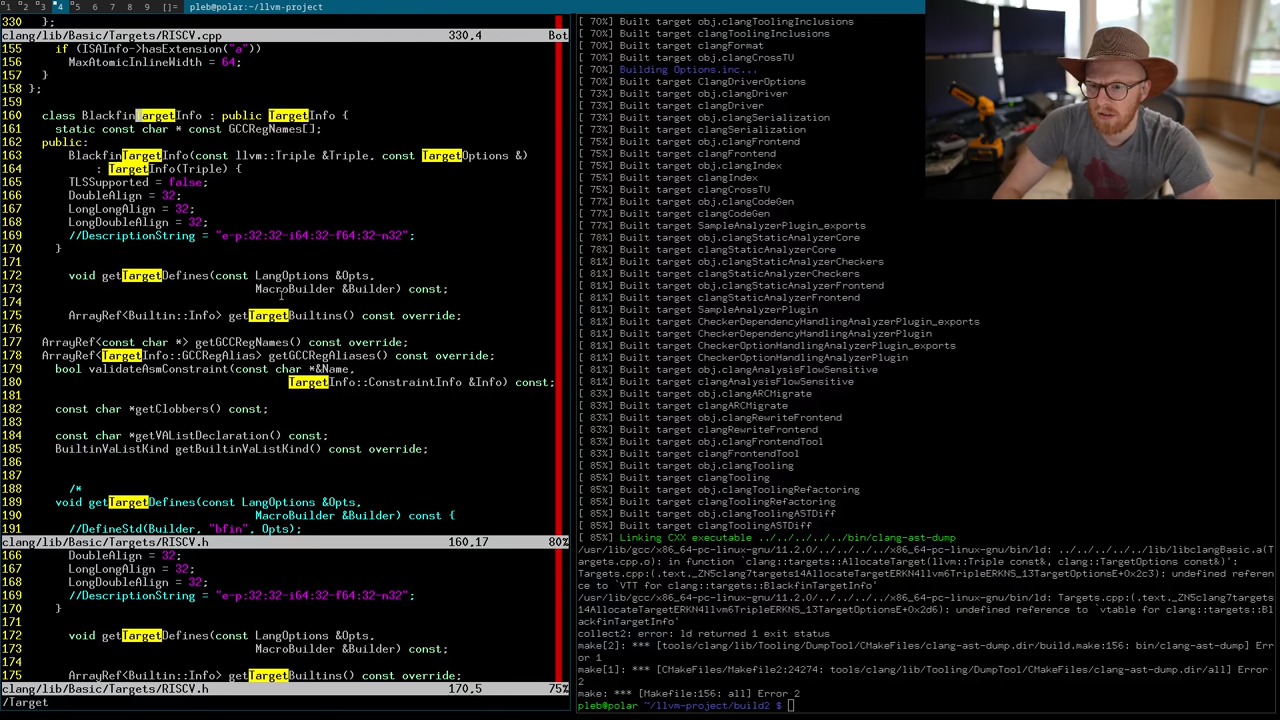 1 2 3 4 5 6 7 8 9 []= pleb@polar:~/llvm-project
330 };
clang/lib/Basic/Targets/RISCV.cpp 330,4 Bot
155 if (ISAInfo->hasExtension("a"))
156 MaxAtomicInlineWidth = 64;
157 }
158 };
159
160 class BlackfinTargetInfo : public TargetInfo {
161 static const char * const GCCRegNames[];
162 public:
163 BlackfinTargetInfo(const llvm::Triple &Triple, const TargetOptions &)
164 : TargetInfo(Triple) {
165 TLSSupported = false;
166 DoubleAlign = 32;
167 LongLongAlign = 32;
168 LongDoubleAlign = 32;
169 //DescriptionString = "e-p:32:32-i64:32-f64:32-n32";
170 }
171
172 void getTargetDefines(const LangOptions &Opts,
173 MacroBuilder &Builder) const;
174
175 ArrayRef<Builtin::Info> getTargetBuiltins() const override;
176
177 ArrayRef<const char *> getGCCRegNames() const override;
178 ArrayRef<TargetInfo::GCCRegAlias> getGCCRegAliases() const override;
179 bool validateAsmConstraint(const char *&Name,
180 TargetInfo::ConstraintInfo &Info) const;
181
182 const char *getClobbers() const;
183
184 const char *getVAListDeclaration() const;
185 BuiltinVaListKind getBuiltinVaListKind() const override;
186
187
188 /*
189 void getTargetDefines(const LangOptions &Opts,
190 MacroBuilder &Builder) const {
191 //DefineStd(Builder, "bfin", Opts);
clang/lib/Basic/Targets/RISCV.h 160,17 80%
166 DoubleAlign = 32;
167 LongLongAlign = 32;
168 LongDoubleAlign = 32;
169 //DescriptionString = "e-p:32:32-i64:32-f64:32-n32";
170 }
171
172 void getTargetDefines(const LangOptions &Opts,
173 MacroBuilder &Builder) const;
174
175 ArrayRef<Builtin::Info> getTargetBuiltins() const override;
clang/lib/Basic/Targets/RISCV.h 170,5 75%
/Target
[ 70%] Built target obj.clangToolingInclusions
[ 70%] Built target clangToolingInclusions
[ 70%] Built target clangFormat
[ 70%] Built target obj.clangCrossTU
[ 70%] Building Options.inc...
[ 70%] Built target ClangDriverOptions
[ 73%] Built target obj.clangDriver
[ 73%] Built target clangDriver
[ 73%] Built target obj.clangSerialization
[ 73%] Built target clangSerialization
[ 73%] Built target obj.clangFrontend
[ 73%] Built target clangFrontend
[ 75%] Built target obj.clangIndex
[ 75%] Built target clangIndex
[ 75%] Built target clangCrossTU
[ 77%] Built target obj.clangCodeGen
[ 77%] Built target clangCodeGen
[ 77%] Built target SampleAnalyzerPlugin_exports
[ 78%] Built target obj.clangStaticAnalyzerCore
[ 78%] Built target clangStaticAnalyzerCore
[ 81%] Built target obj.clangStaticAnalyzerCheckers
[ 81%] Built target clangStaticAnalyzerCheckers
[ 81%] Built target obj.clangStaticAnalyzerFrontend
[ 81%] Built target clangStaticAnalyzerFrontend
[ 81%] Built target SampleAnalyzerPlugin
[ 81%] Built target CheckerDependencyHandlingAnalyzerPlugin_exports
[ 81%] Built target CheckerDependencyHandlingAnalyzerPlugin
[ 81%] Built target CheckerOptionHandlingAnalyzerPlugin_exports
[ 81%] Built target CheckerOptionHandlingAnalyzerPlugin
[ 81%] Built target obj.clangAnalysisFlowSensitive
[ 81%] Built target clangAnalysisFlowSensitive
[ 83%] Built target obj.clangARCMigrate
[ 83%] Built target clangARCMigrate
[ 83%] Built target obj.clangRewriteFrontend
[ 83%] Built target clangRewriteFrontend
[ 83%] Built target obj.clangFrontendTool
[ 83%] Built target clangFrontendTool
[ 85%] Built target obj.clangTooling
[ 85%] Built target clangTooling
[ 85%] Built target obj.clangToolingRefactoring
[ 85%] Built target clangToolingRefactoring
[ 85%] Built target obj.clangToolingASTDiff
[ 85%] Built target clangToolingASTDiff
[ 85%] Linking CXX executable ../../../../../bin/clang-ast-dump
/usr/lib/gcc/x86_64-pc-linux-gnu/11.2.0/../../../../x86_64-pc-linux-gnu/bin/ld: ../../../../../lib/libclangBasic.a(T
argets.cpp.o): in function `clang::targets::AllocateTarget(llvm::Triple const&, clang::TargetOptions const&)':
Targets.cpp:(.text._ZN5clang7targets14AllocateTargetERKN4llvm6TripleERKNS_13TargetOptionsE+0x2c3): undefined referen
ce to `VTT for clang::targets::BlackfinTargetInfo'
/usr/lib/gcc/x86_64-pc-linux-gnu/11.2.0/../../../../x86_64-pc-linux-gnu/bin/ld: Targets.cpp:(.text._ZN5clang7targets
14AllocateTargetERKN4llvm6TripleERKNS_13TargetOptionsE+0x2d6): undefined reference to `vtable for clang::targets::Bl
ackfinTargetInfo'
collect2: error: ld returned 1 exit status
make[2]: *** [tools/clang/lib/Tooling/DumpTool/CMakeFiles/clang-ast-dump.dir/build.make:156: bin/clang-ast-dump] Err
or 1
make[1]: *** [CMakeFiles/Makefile2:24274: tools/clang/lib/Tooling/DumpTool/CMakeFiles/clang-ast-dump.dir/all] Error
2
make: *** [Makefile:156: all] Error 2
pleb@polar ~/llvm-project/build2 $